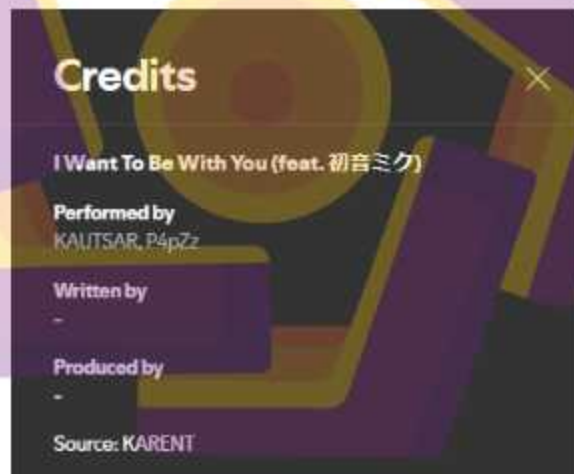 Credits
I Want To Be With You (feat. 初音ミク)
Performed by
KAUTSAR, P4pZz
Written by
-
Produced by
-
Source: KARENT